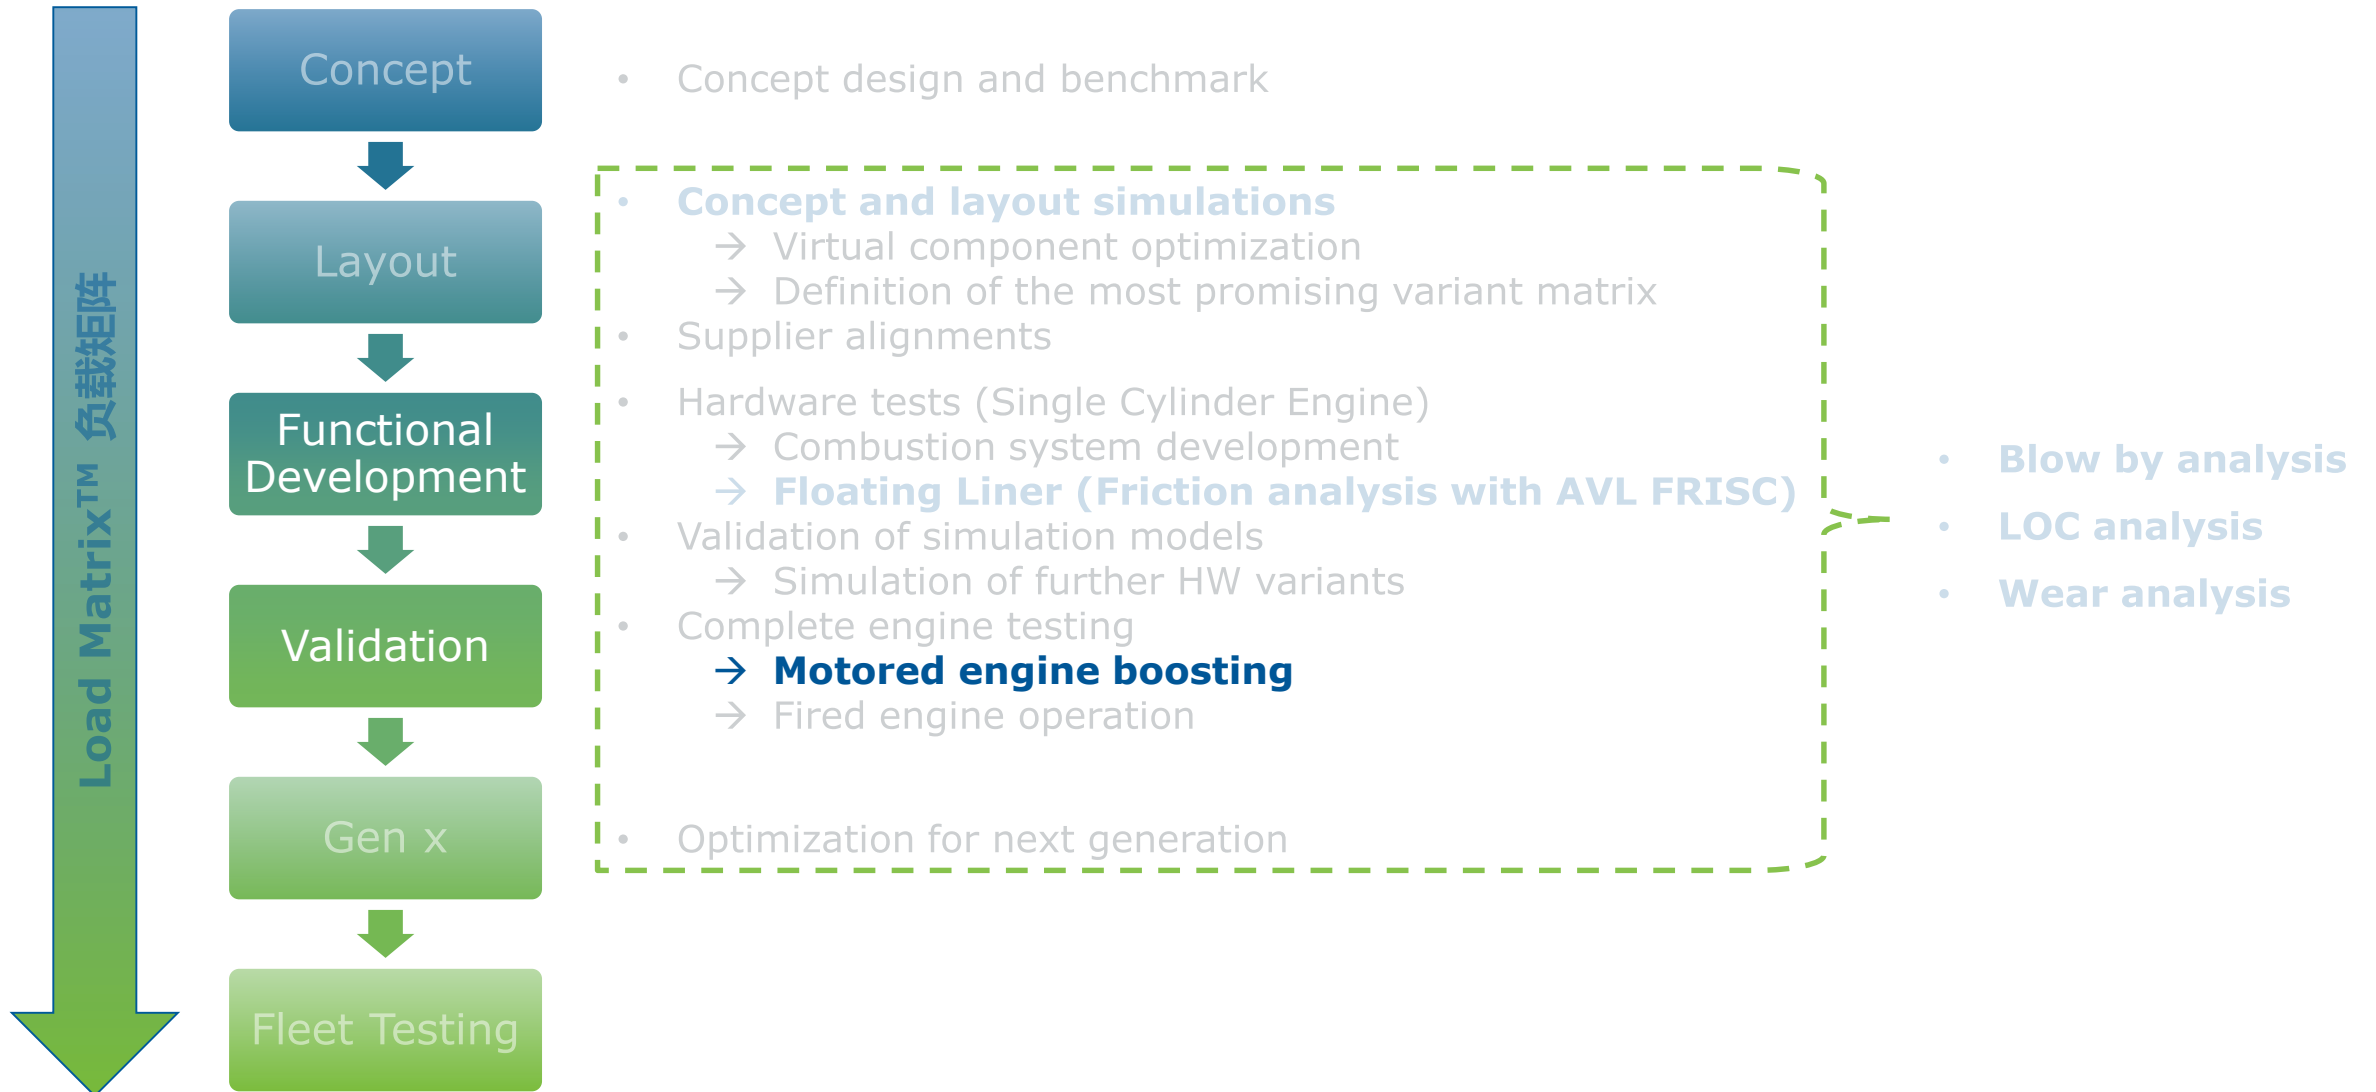 Load Matrix™ 负载矩阵
Concept
• Concept design and benchmark
Layout
• Concept and layout simulations
→ Virtual component optimization
→ Definition of the most promising variant matrix
• Supplier alignments
Functional
Development
• Hardware tests (Single Cylinder Engine)
→ Combustion system development
→ Floating Liner (Friction analysis with AVL FRISC)
• Validation of simulation models
→ Simulation of further HW variants
Validation
• Complete engine testing
→ Motored engine boosting
→ Fired engine operation
Gen x
• Optimization for next generation
Fleet Testing
• Blow by analysis
• LOC analysis
• Wear analysis